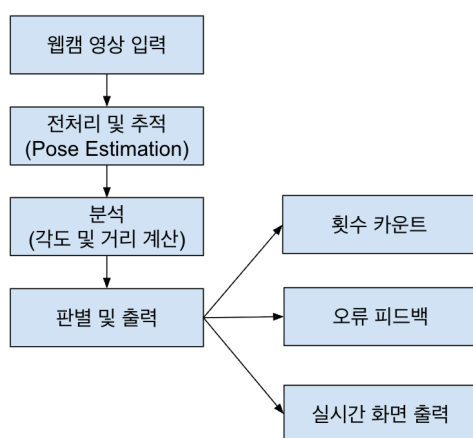 웹캠 영상 입력
전처리 및 추적
(Pose Estimation)
분석
(각도 및 거리 계산)
판별 및 출력
횟수 카운트
오류 피드백
실시간 화면 출력